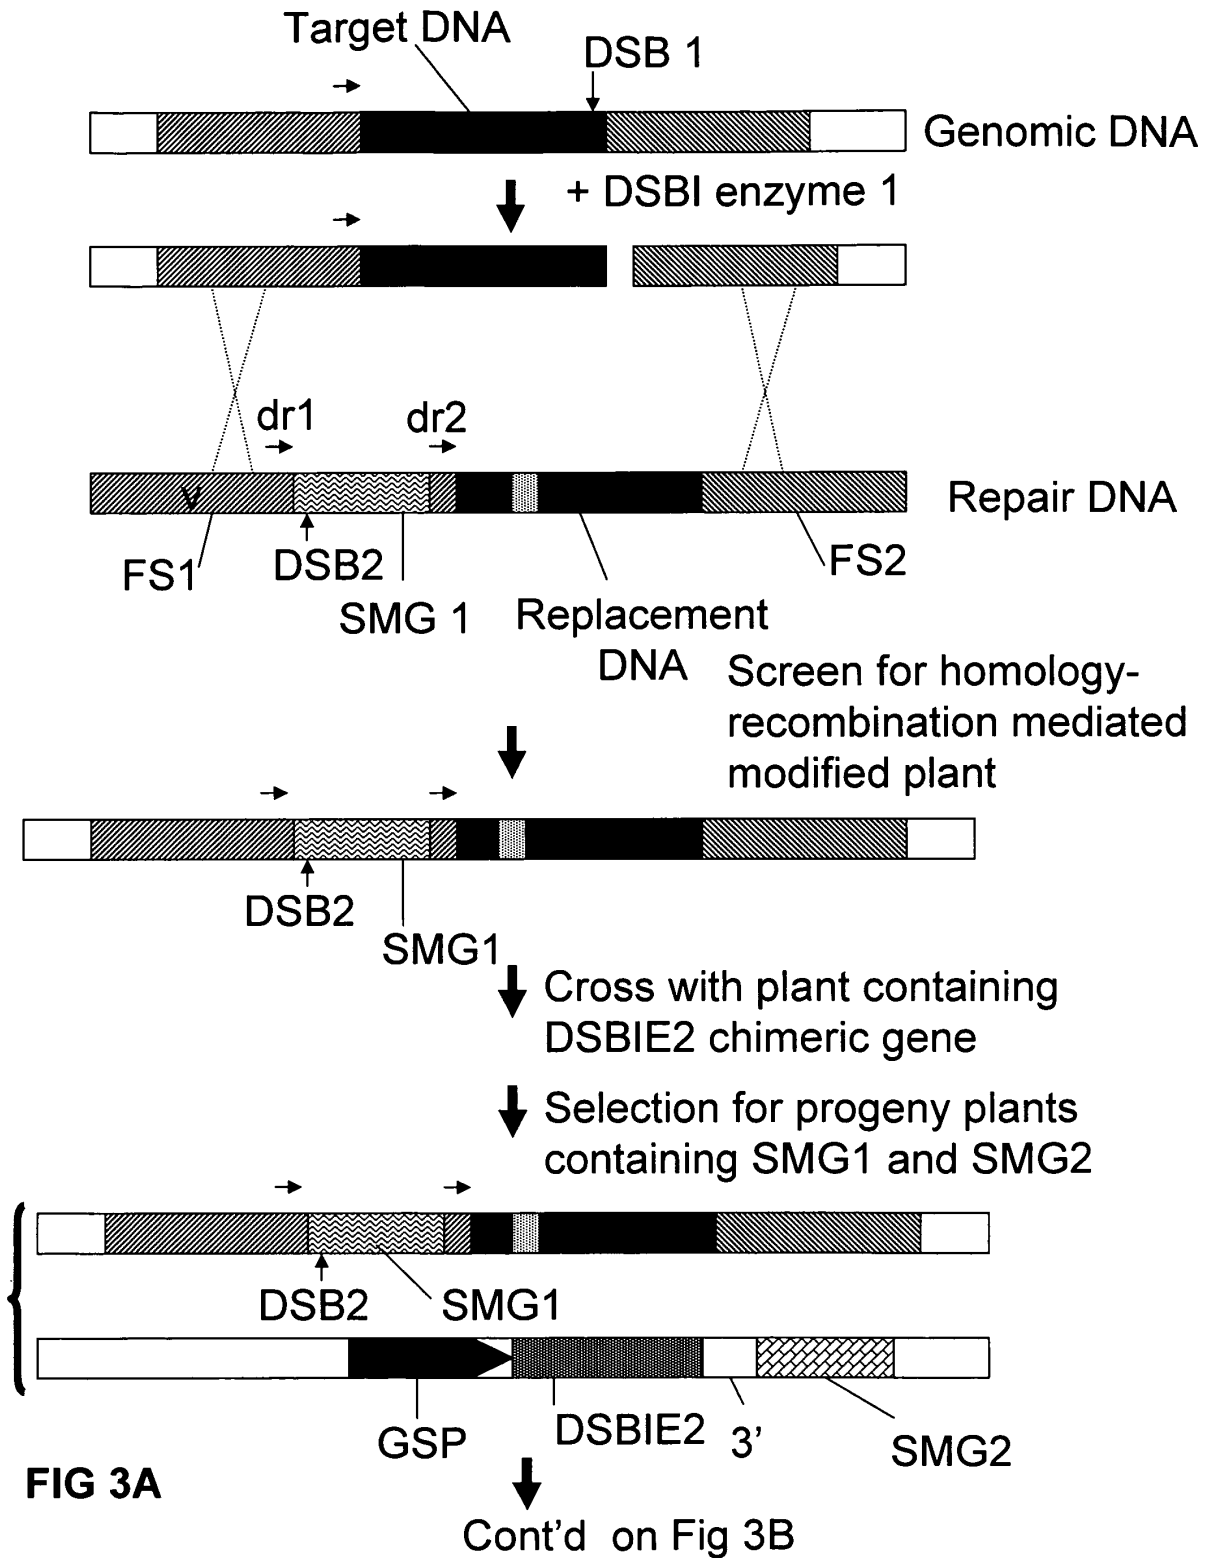 Target DNA
DSB 1
Genomic DNA
+ DSBI enzyme 1
dr1
dr2
Repair DNA
FS1
DSB2
FS2
SMG 1
Replacement
DNA
Screen for homology-
recombination mediated
modified plant
DSB2
SMG1
Cross with plant containing
DSBIE2 chimeric gene
Selection for progeny plants
containing SMG1 and SMG2
DSB2
SMG1
GSP
DSBIE2
3’
SMG2
FIG 3A
Cont’d on Fig 3B